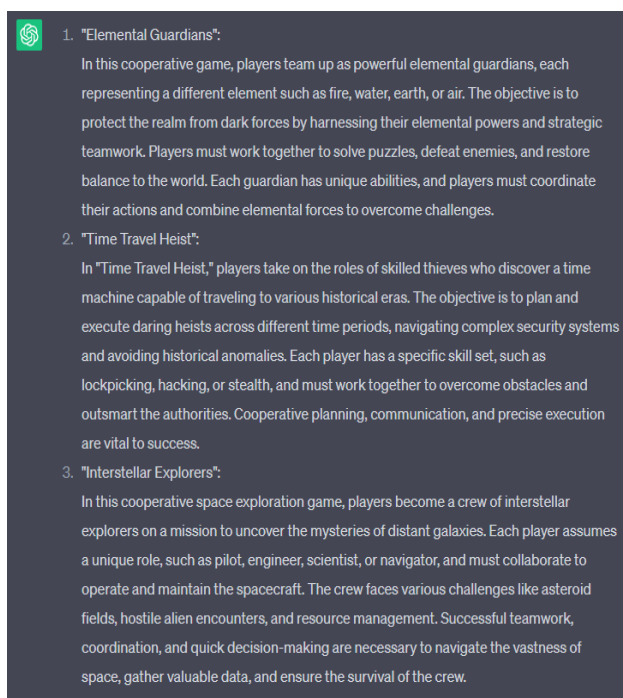 1. "Elemental Guardians":
In this cooperative game, players team up as powerful elemental guardians, each
representing a different element such as fire, water, earth, or air. The objective is to
protect the realm from dark forces by harnessing their elemental powers and strategic
teamwork. Players must work together to solve puzzles, defeat enemies, and restore
balance to the world. Each guardian has unique abilities, and players must coordinate
their actions and combine elemental forces to overcome challenges.
2. "Time Travel Heist":
In "Time Travel Heist," players take on the roles of skilled thieves who discover a time
machine capable of traveling to various historical eras. The objective is to plan and
execute daring heists across different time periods, navigating complex security systems
and avoiding historical anomalies. Each player has a specific skill set, such as
lockpicking, hacking, or stealth, and must work together to overcome obstacles and
outsmart the authorities. Cooperative planning, communication, and precise execution
are vital to success.
3. "Interstellar Explorers":
In this cooperative space exploration game, players become a crew of interstellar
explorers on a mission to uncover the mysteries of distant galaxies. Each player assumes
a unique role, such as pilot, engineer, scientist, or navigator, and must collaborate to
operate and maintain the spacecraft. The crew faces various challenges like asteroid
fields, hostile alien encounters, and resource management. Successful teamwork,
coordination, and quick decision-making are necessary to navigate the vastness of
space, gather valuable data, and ensure the survival of the crew.